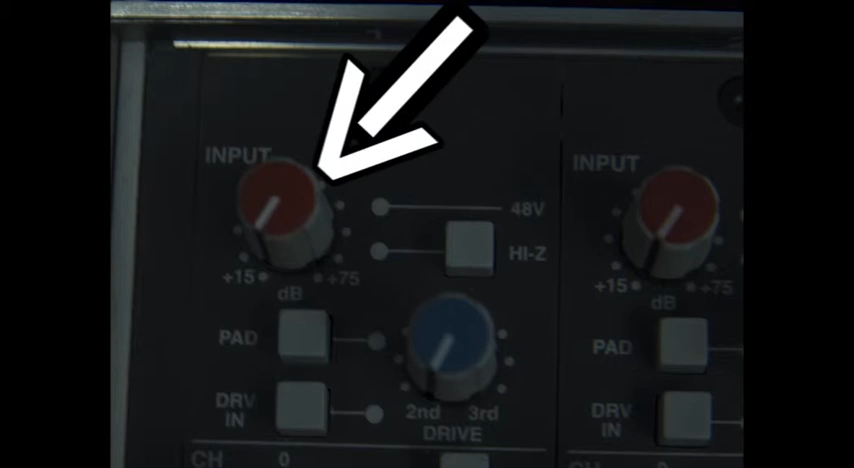 INPUT
INPUT
48V
HI-Z
+15
+75
dB
+15
+75
dB
PAD
PAD
DRV
IN
2nd
3rd
DRIVE
DRV
IN
CH
0
CH